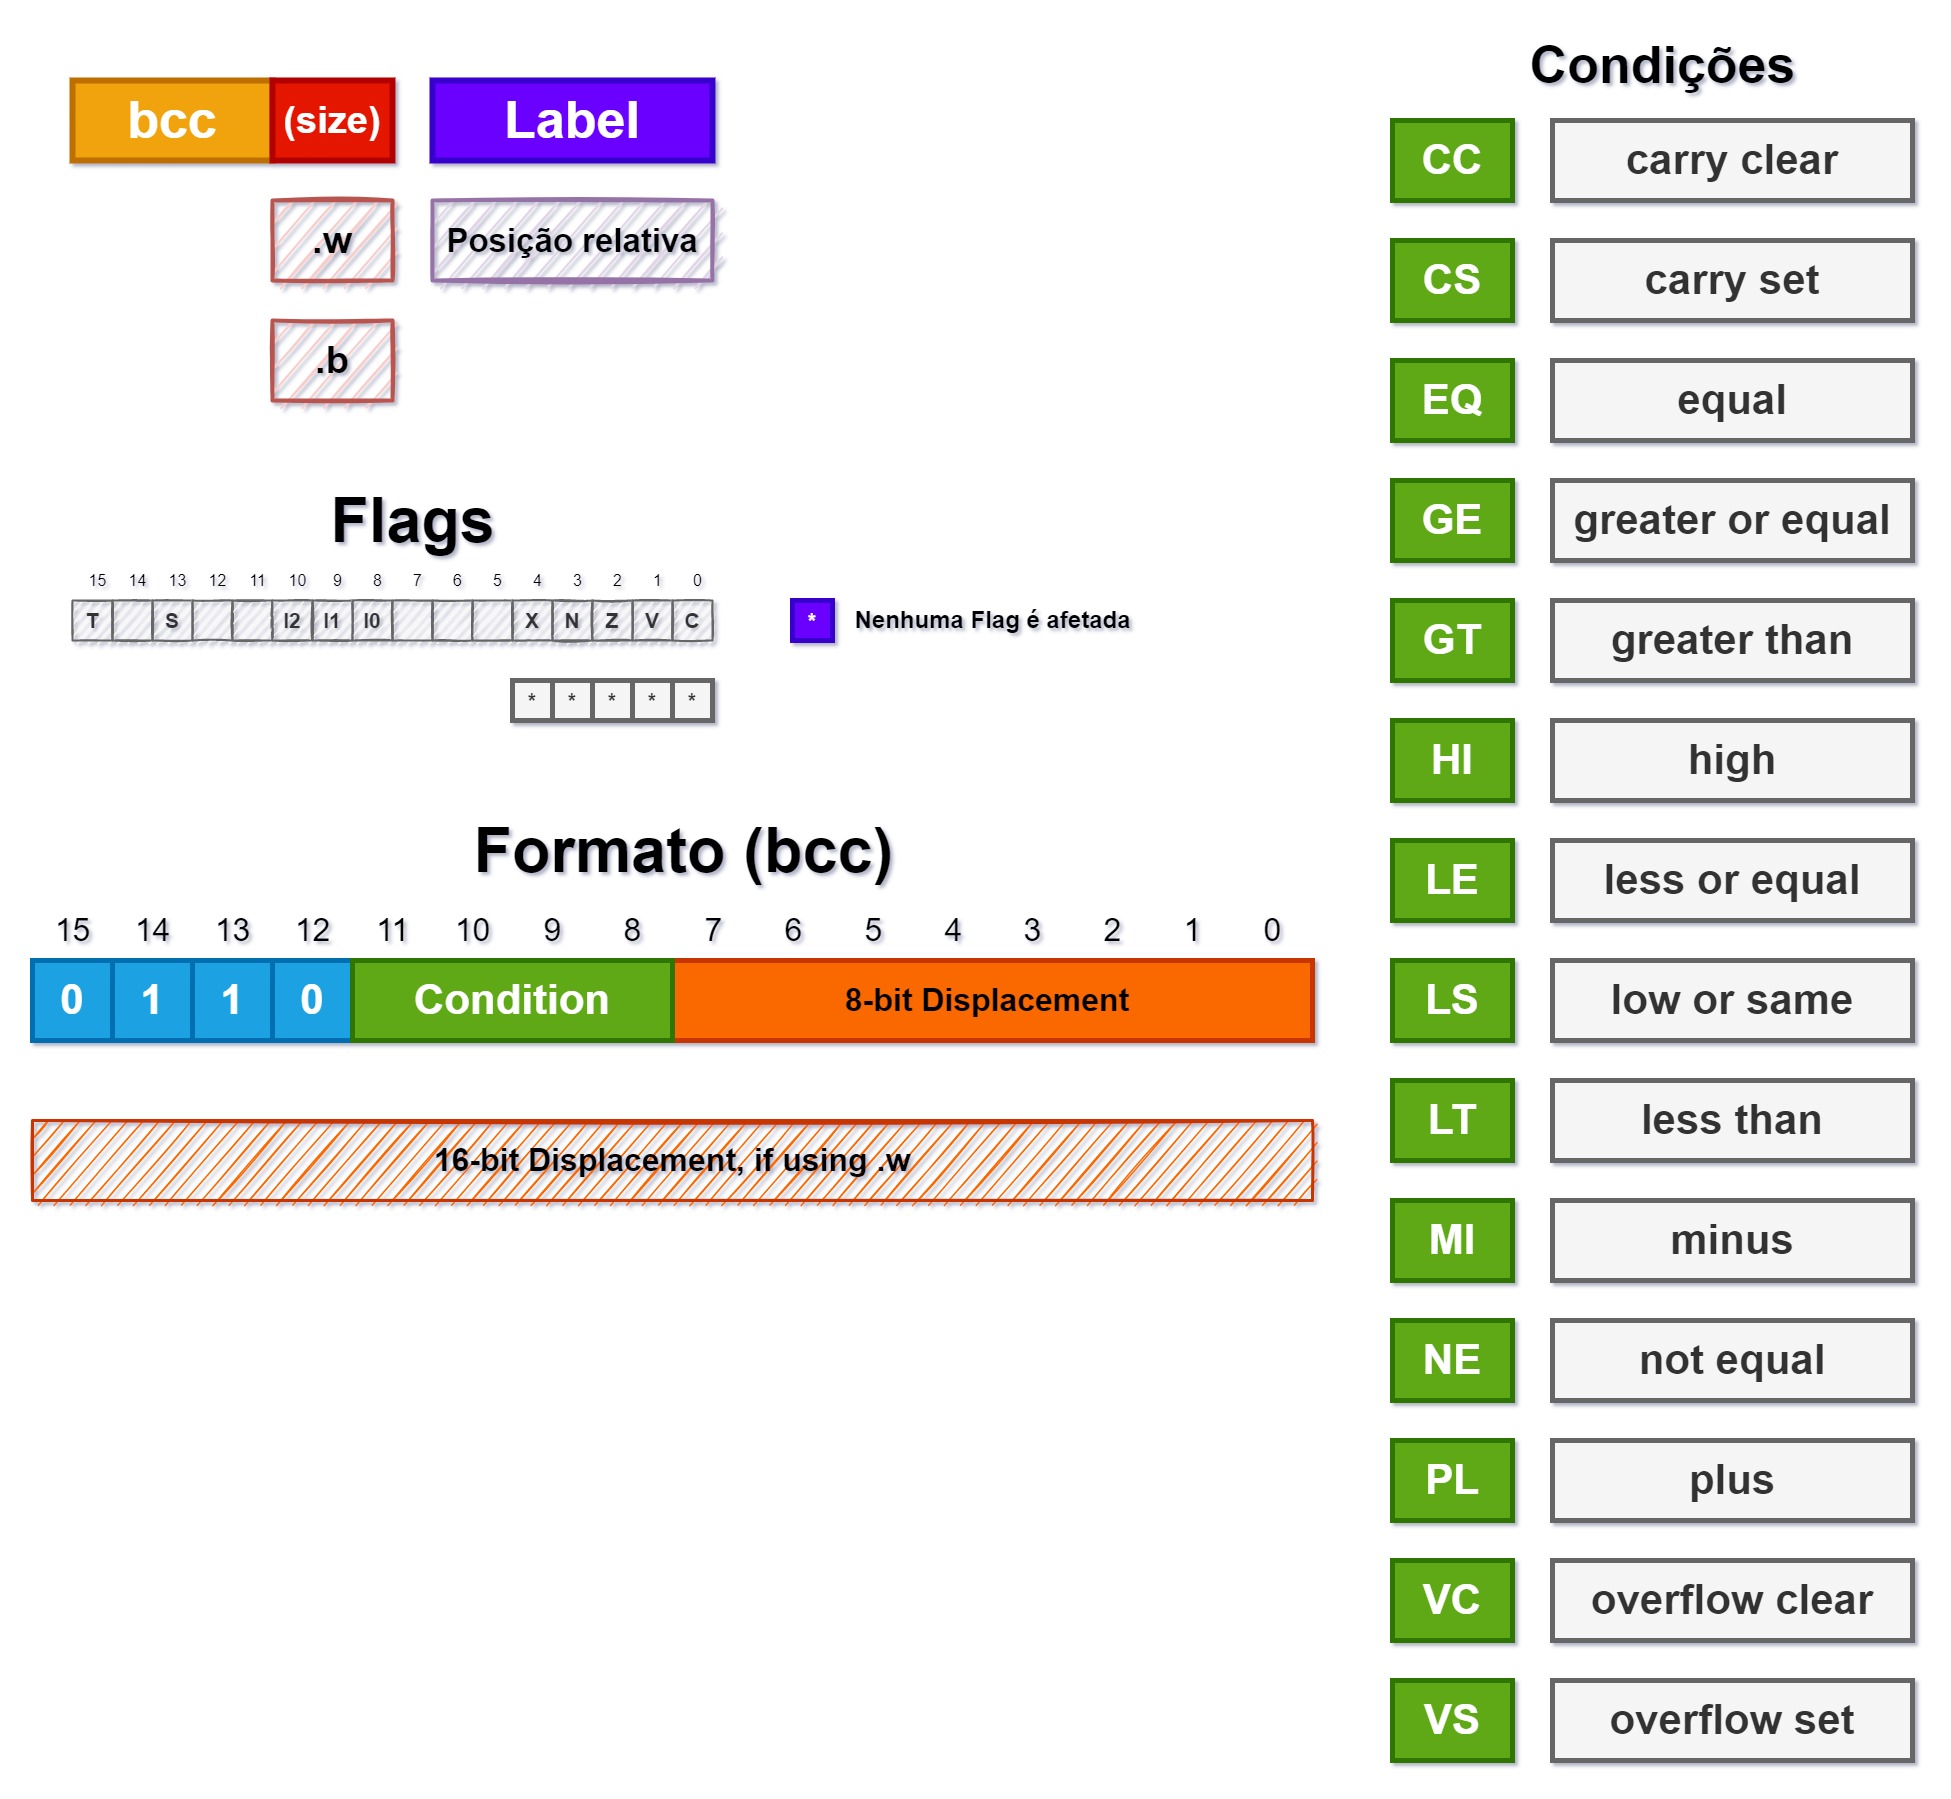 bcc (size) Label
.w Posição relativa
.b
Flags
15 14 13 12 11 10 9 8 7 6 5 4 3 2 1 0
T S I2 I1 I0 X N Z V C
* Nenhuma Flag é afetada
* * * * *
Formato (bcc)
15 14 13 12 11 10 9 8 7 6 5 4 3 2 1 0
0 1 1 0 Condition 8-bit Displacement
16-bit Displacement, if using .w
Condições
CC carry clear
CS carry set
EQ equal
GE greater or equal
GT greater than
HI high
LE less or equal
LS low or same
LT less than
MI minus
NE not equal
PL plus
VC overflow clear
VS overflow set